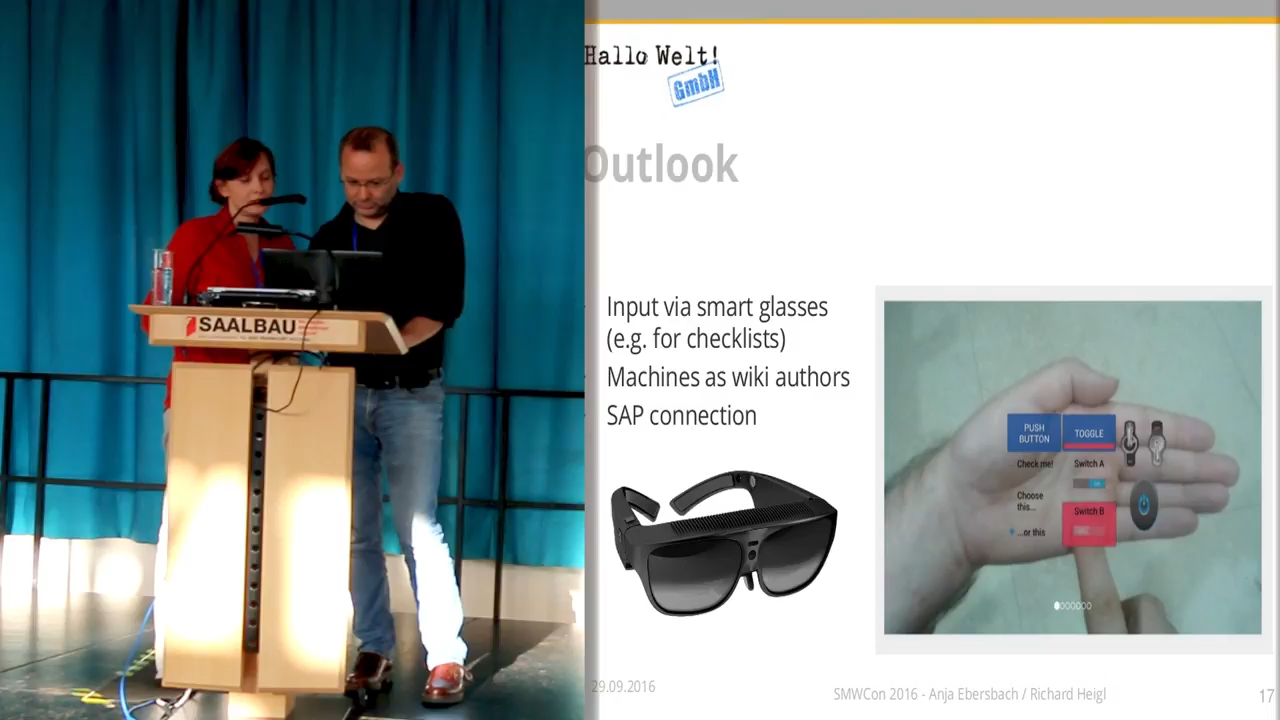 Hallo Welt!
GmbH
Outlook
Input via smart glasses
(e.g. for checklists)
Machines as wiki authors
SAP connection
SAALBAU
PUSH
BUTTON
TOGGLE
Check me!
Switch A
ON
Choose
this...
Switch B
...or this
29.09.2016
SMWCon 2016 - Anja Ebersbach / Richard Heigl
17